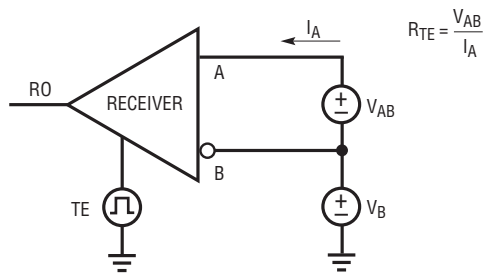 I_A
R_TE = V_AB / I_A
RO
RECEIVER
A
+
−
V_AB
B
TE
+
−
V_B